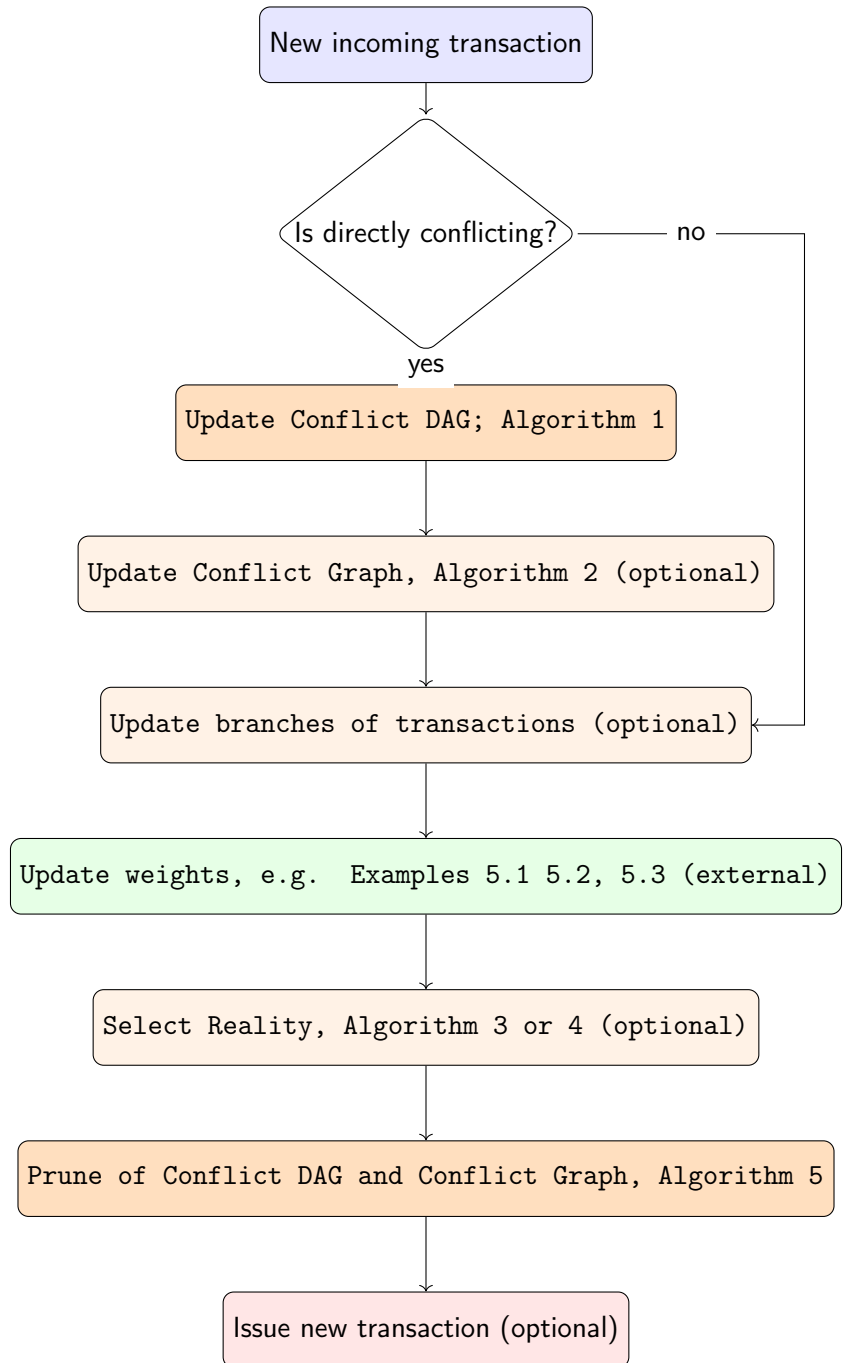 New incoming transaction
Is directly conflicting?
no
yes
Update Conflict DAG; Algorithm 1
Update Conflict Graph, Algorithm 2 (optional)
Update branches of transactions (optional)
Update weights, e.g. Examples 5.1 5.2, 5.3 (external)
Select Reality, Algorithm 3 or 4 (optional)
Prune of Conflict DAG and Conflict Graph, Algorithm 5
Issue new transaction (optional)